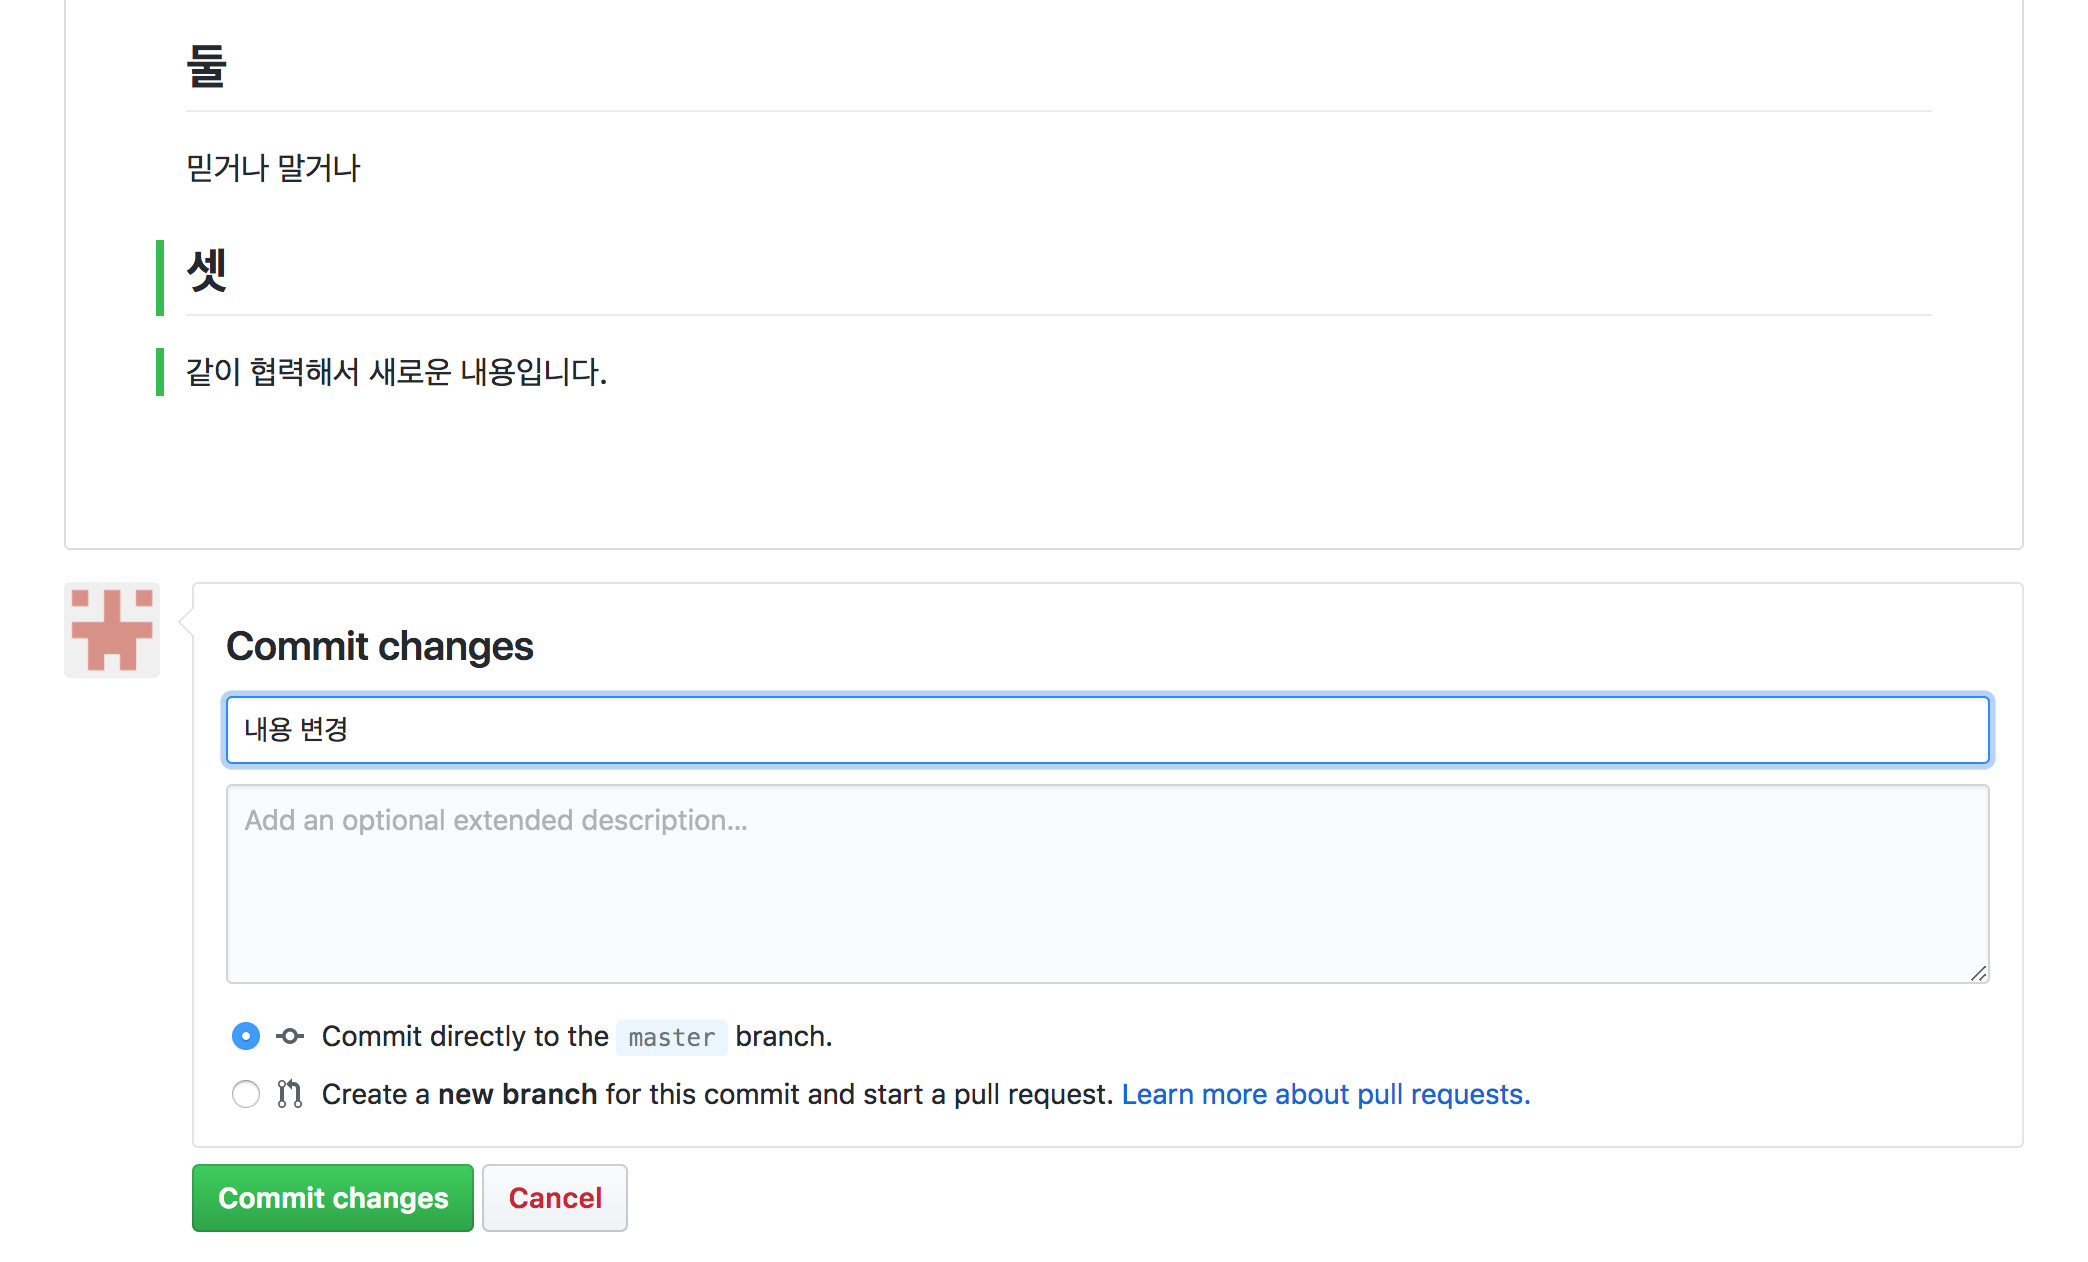 둘
믿거나 말거나
셋
같이 협력해서 새로운 내용입니다.
Commit changes
내용 변경
Add an optional extended description...
Commit directly to the master branch.
Create a new branch for this commit and start a pull request. Learn more about pull requests.
Commit changes Cancel